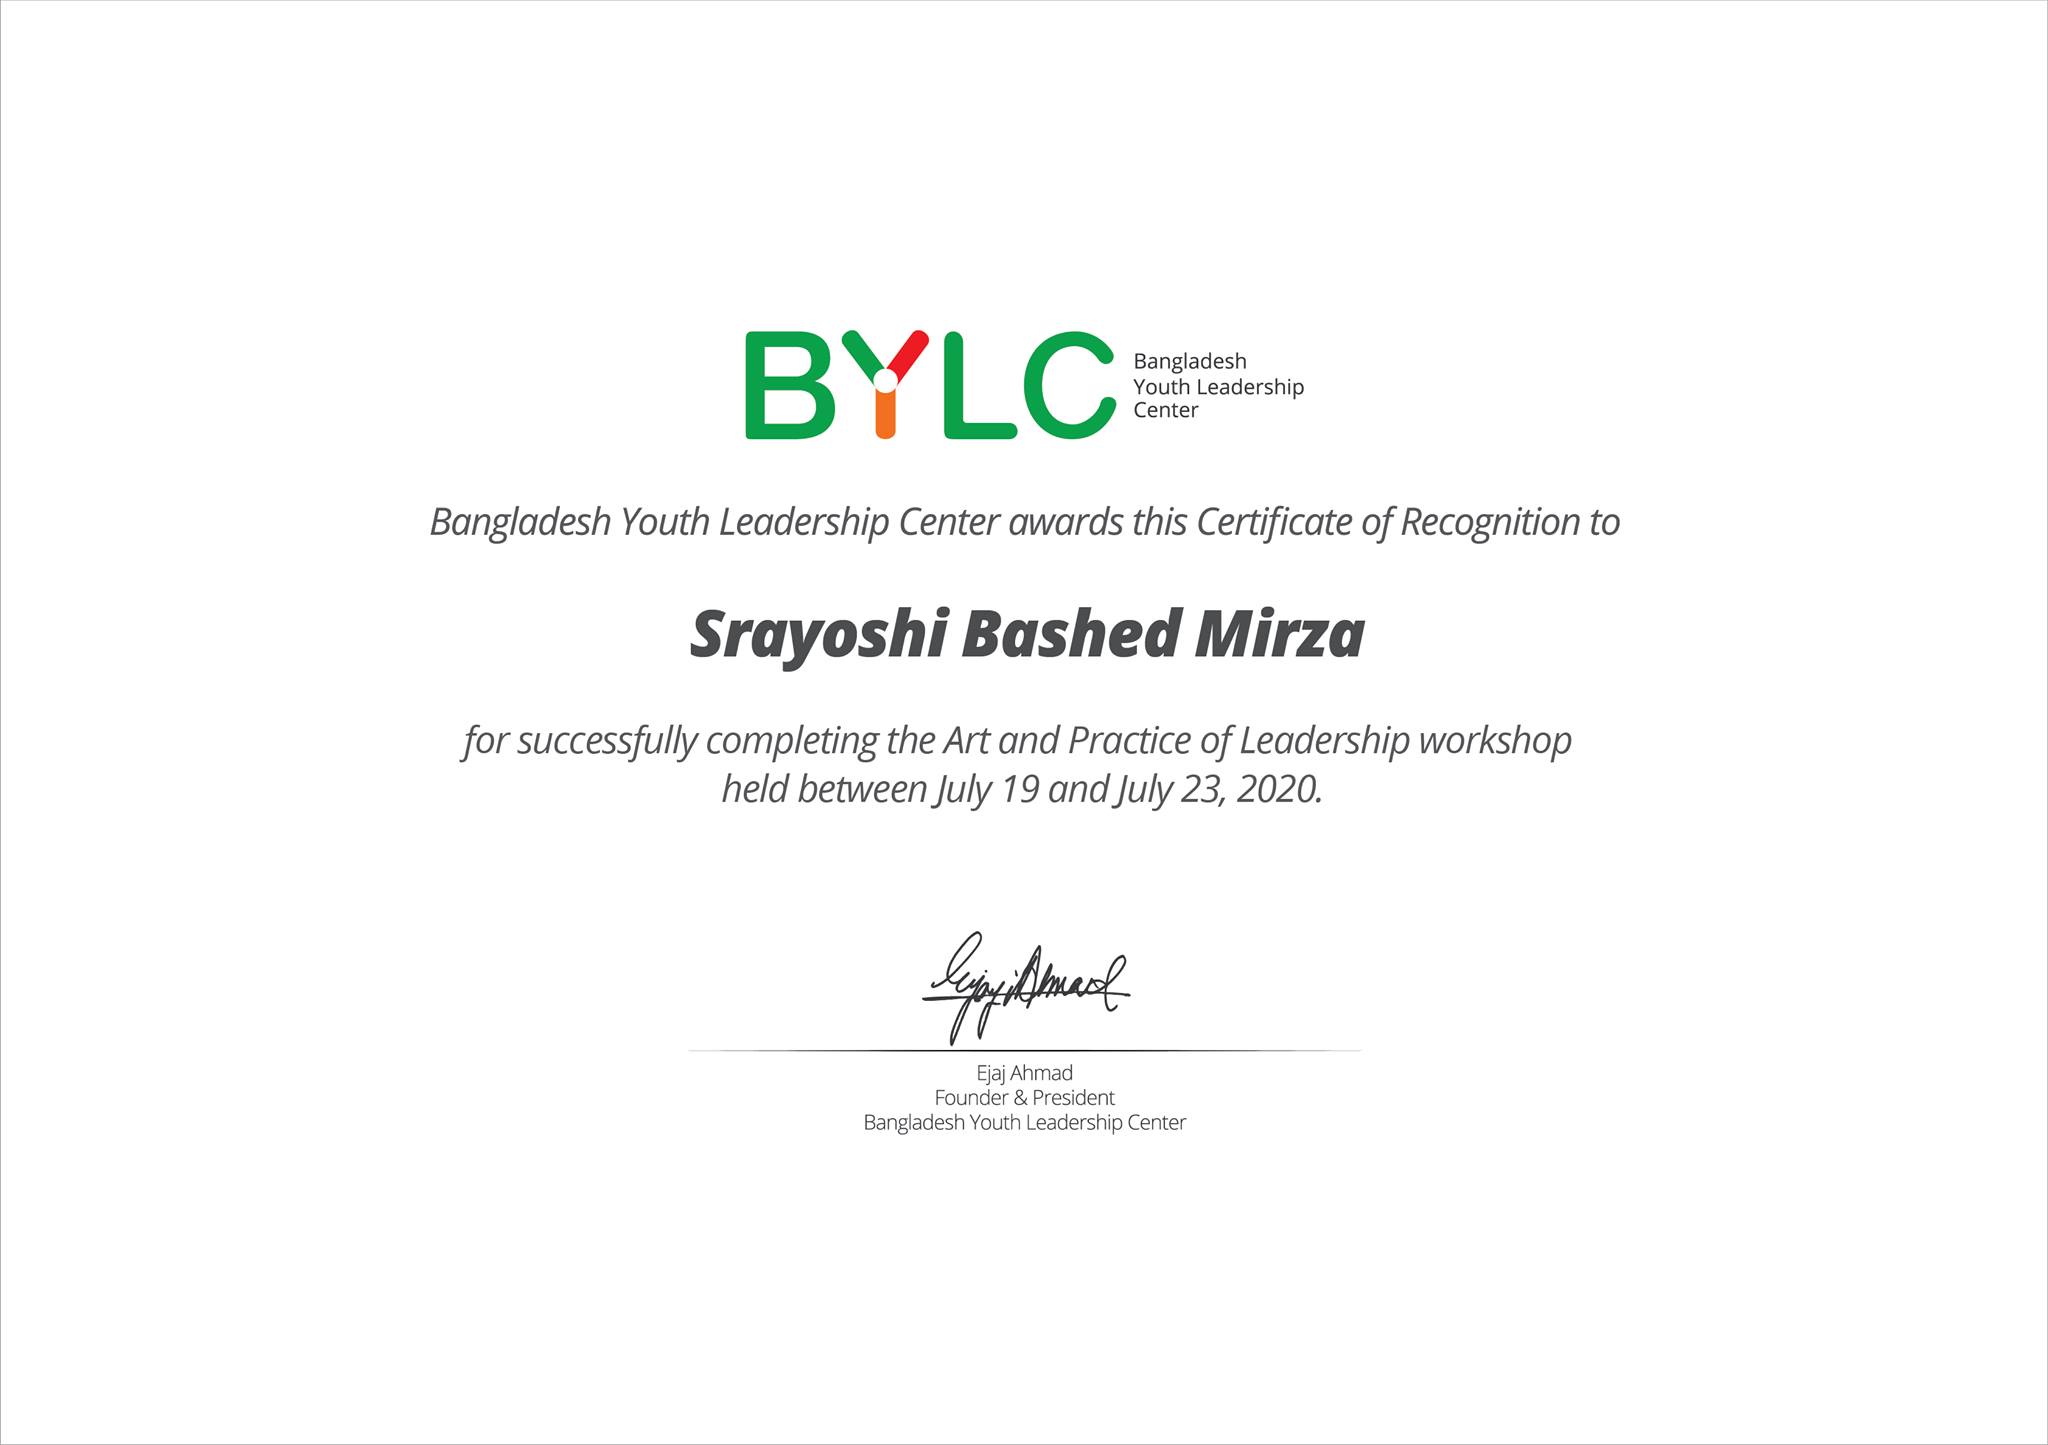 BYLC
Bangladesh
Youth Leadership
Center
Bangladesh Youth Leadership Center awards this Certificate of Recognition to
Srayoshi Bashed Mirza
for successfully completing the Art and Practice of Leadership workshop
held between July 19 and July 23, 2020.
Ejaj Ahmad
Ejaj Ahmad
Founder & President
Bangladesh Youth Leadership Center